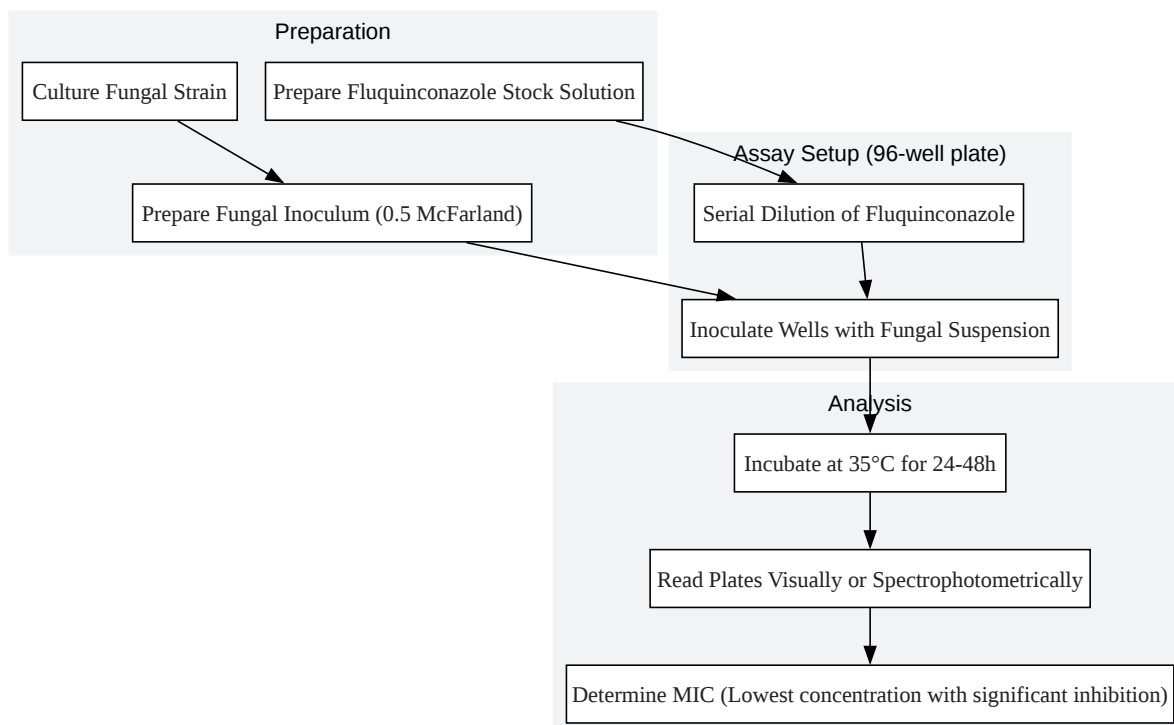 Preparation
Culture Fungal Strain
Prepare Fluquinconazole Stock Solution
Prepare Fungal Inoculum (0.5 McFarland)
Assay Setup (96-well plate)
Serial Dilution of Fluquinconazole
Inoculate Wells with Fungal Suspension
Analysis
Incubate at 35°C for 24-48h
Read Plates Visually or Spectrophotometrically
Determine MIC (Lowest concentration with significant inhibition)